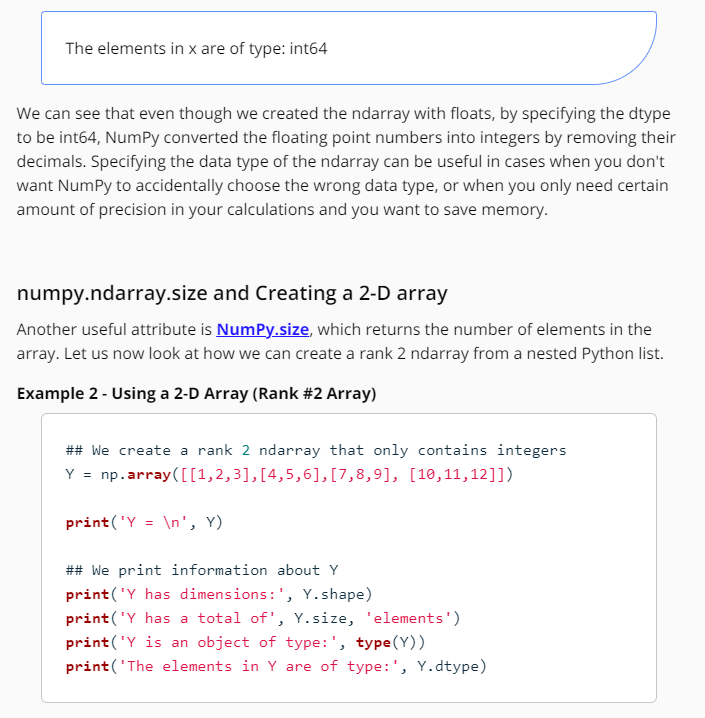 The elements in x are of type: int64
We can see that even though we created the ndarray with floats, by specifying the dtype
to be int64, NumPy converted the floating point numbers into integers by removing their
decimals. Specifying the data type of the ndarray can be useful in cases when you don't
want NumPy to accidentally choose the wrong data type, or when you only need certain
amount of precision in your calculations and you want to save memory.
numpy.ndarray.size and Creating a 2-D array
Another useful attribute is NumPy.size, which returns the number of elements in the
array. Let us now look at how we can create a rank 2 ndarray from a nested Python list.
Example 2 - Using a 2-D Array (Rank #2 Array)
## We create a rank 2 ndarray that only contains integers
Y = np.array([[1,2,3],[4,5,6],[7,8,9], [10,11,12]])
print('Y = \n', Y)
## We print information about Y
print('Y has dimensions:', Y.shape)
print('Y has a total of', Y.size, 'elements')
print('Y is an object of type:', type(Y))
print('The elements in Y are of type:', Y.dtype)